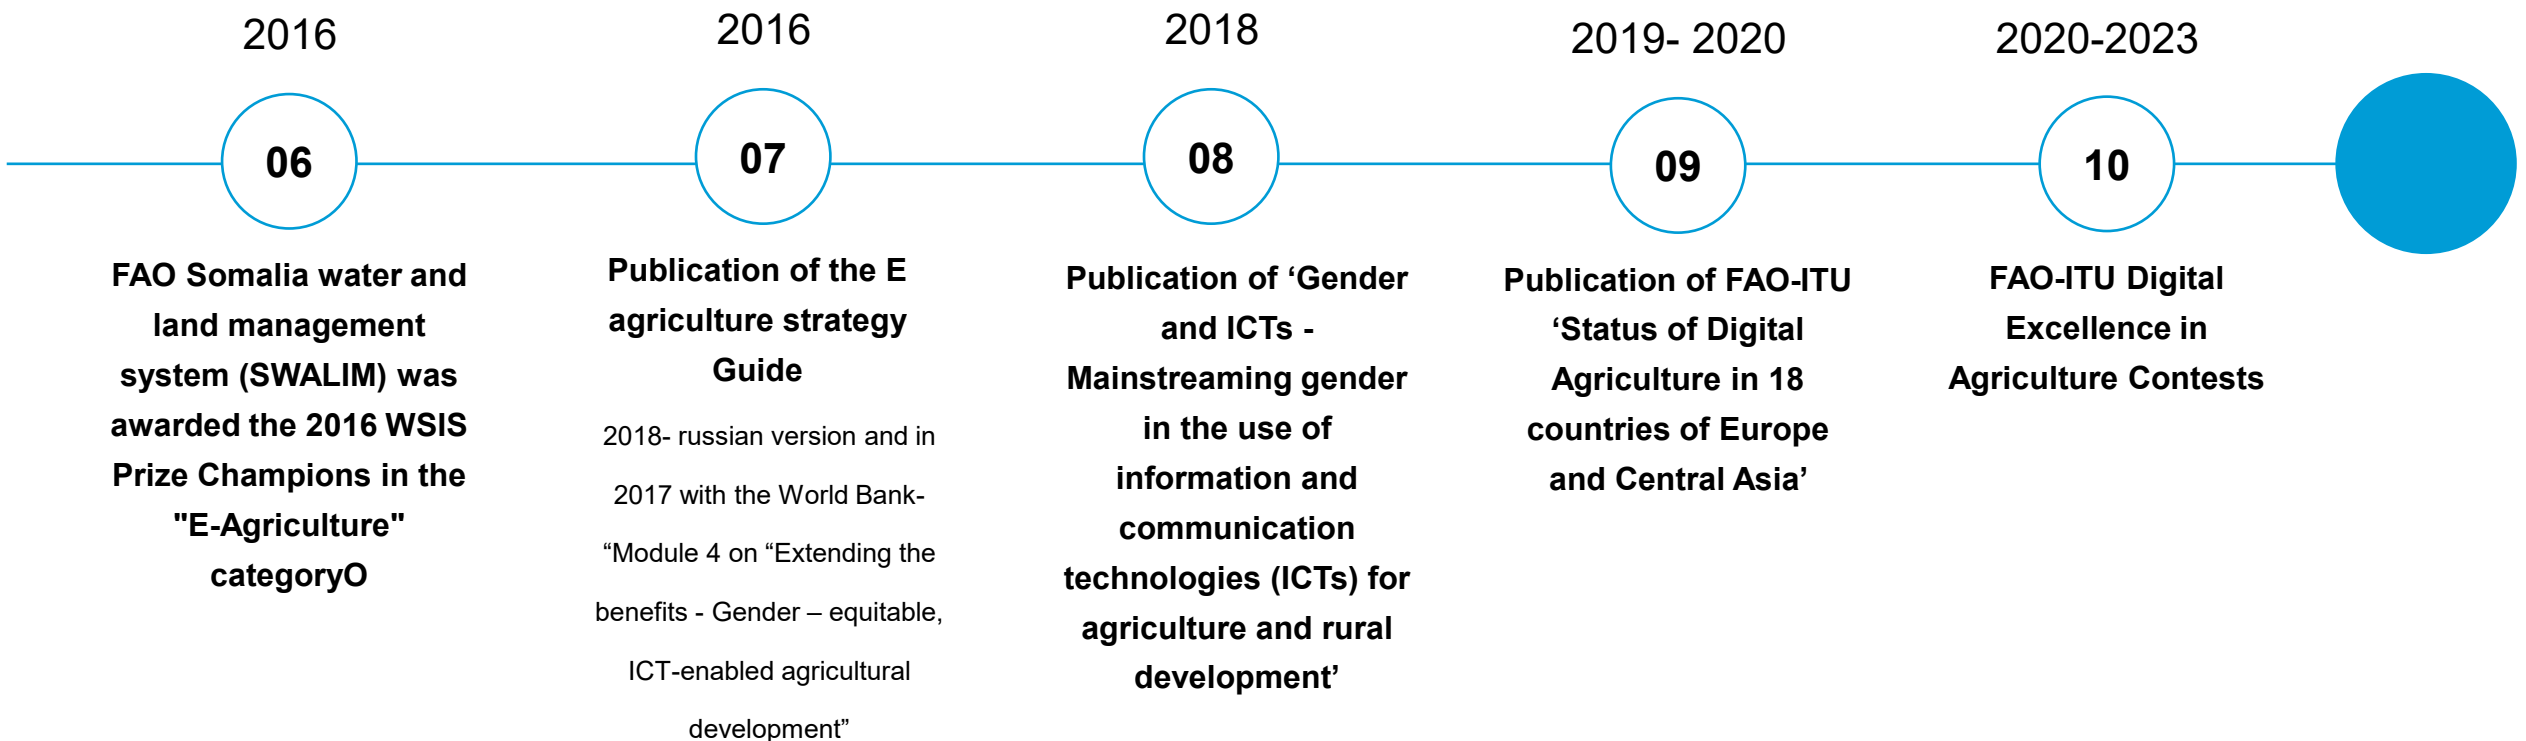 2016
06
FAO Somalia water and
land management
system (SWALIM) was
awarded the 2016 WSIS
Prize Champions in the
"E-Agriculture"
categoryO
2016
07
Publication of the E
agriculture strategy
Guide
2018- russian version and in
2017 with the World Bank-
“Module 4 on “Extending the
benefits - Gender – equitable,
ICT-enabled agricultural
development”
2018
08
Publication of ‘Gender
and ICTs -
Mainstreaming gender
in the use of
information and
communication
technologies (ICTs) for
agriculture and rural
development’
2019- 2020
09
Publication of FAO-ITU
‘Status of Digital
Agriculture in 18
countries of Europe
and Central Asia’
2020-2023
10
FAO-ITU Digital
Excellence in
Agriculture Contests